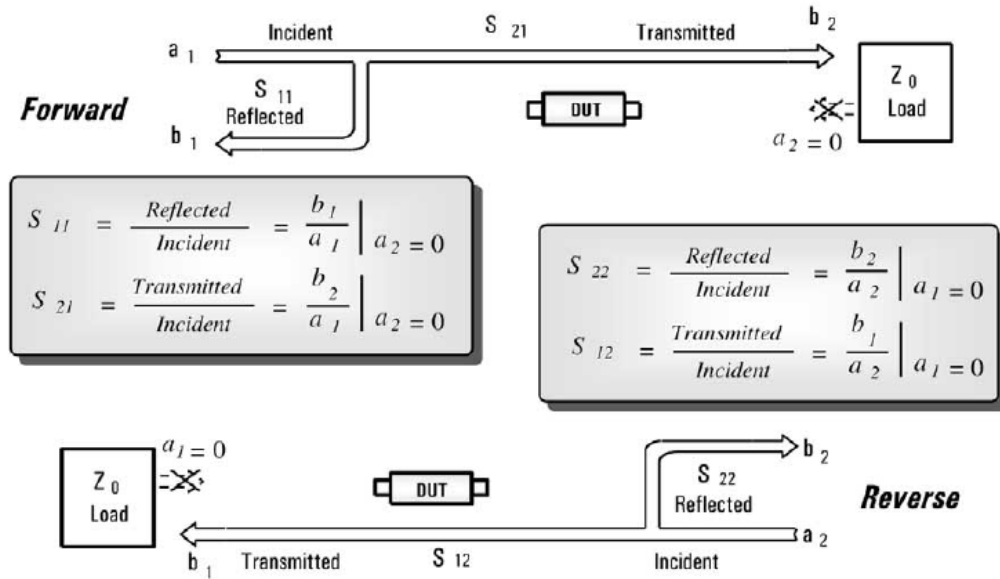 a 1 Incident S 21 Transmitted b 2
Forward
S 11
Reflected
b 1
DUT
Z 0
Load
a 2 = 0
S 11 = Reflected / Incident = b 1 / a 1 | a 2 = 0
S 21 = Transmitted / Incident = b 2 / a 1 | a 2 = 0
S 22 = Reflected / Incident = b 2 / a 2 | a 1 = 0
S 12 = Transmitted / Incident = b 1 / a 2 | a 1 = 0
a 1 = 0
Z 0
Load
DUT
b 2
S 22
Reflected
Reverse
a 2
b 1 Transmitted S 12 Incident